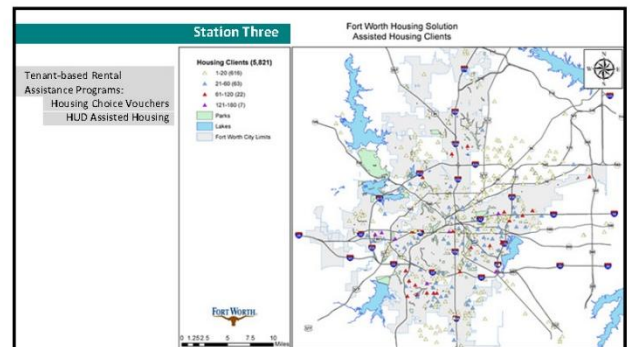 Station Three
Tenant-based Rental
Assistance Programs:
Housing Choice Vouchers
HUD Assisted Housing
Fort Worth Housing Solution
Assisted Housing Clients
Housing Clients (5,821)
1-20 (616)
21-60 (63)
61-120 (22)
121-180 (7)
Parks
Lakes
Fort Worth City Limits
FORT WORTH
0 1.252.5 5 7.5 10
Miles